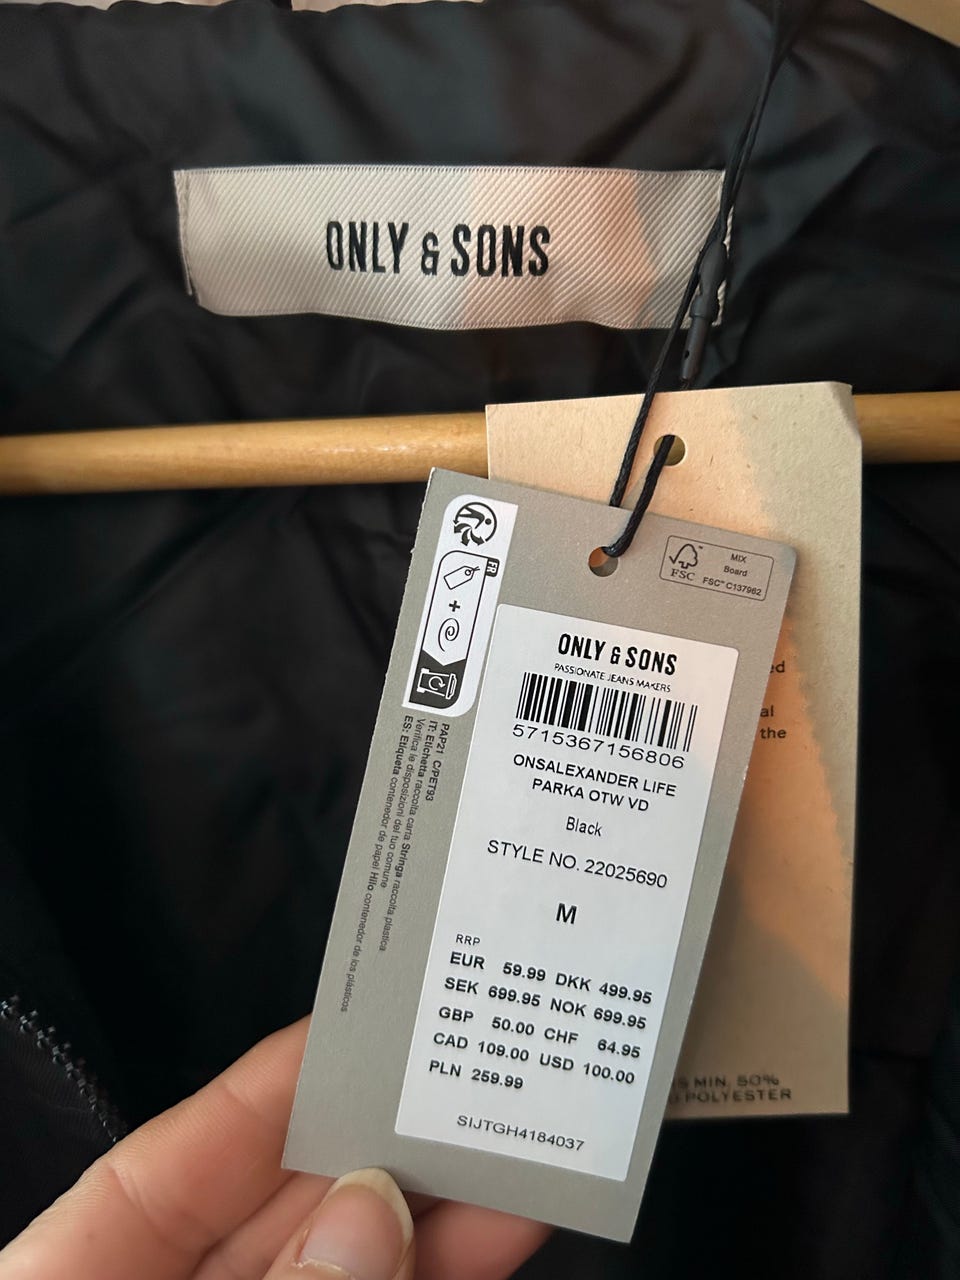 ONLY & SONS
FSC™
MIX
Board
FSC™ C137962
FR
+
ONLY & SONS
PASSIONATE JEANS MAKERS
5715367156806
ONSALEXANDER LIFE
PARKA OTW VD
Black
STYLE NO. 22025690
M
RRP
EUR 59.99 DKK 499.95
SEK 699.95 NOK 699.95
GBP 50.00 CHF 64.95
CAD 109.00 USD 100.00
PLN 259.99
SIJTGH4184037
PAP21 C/PET93
IT: Etichetta raccolta carta Stringa raccolta plastica
Verifica le disposizioni del tuo comune
ES: Etiqueta contenedor de papel Hilo contenedor de los plásticos
the
MIN. 50%
POLYESTER